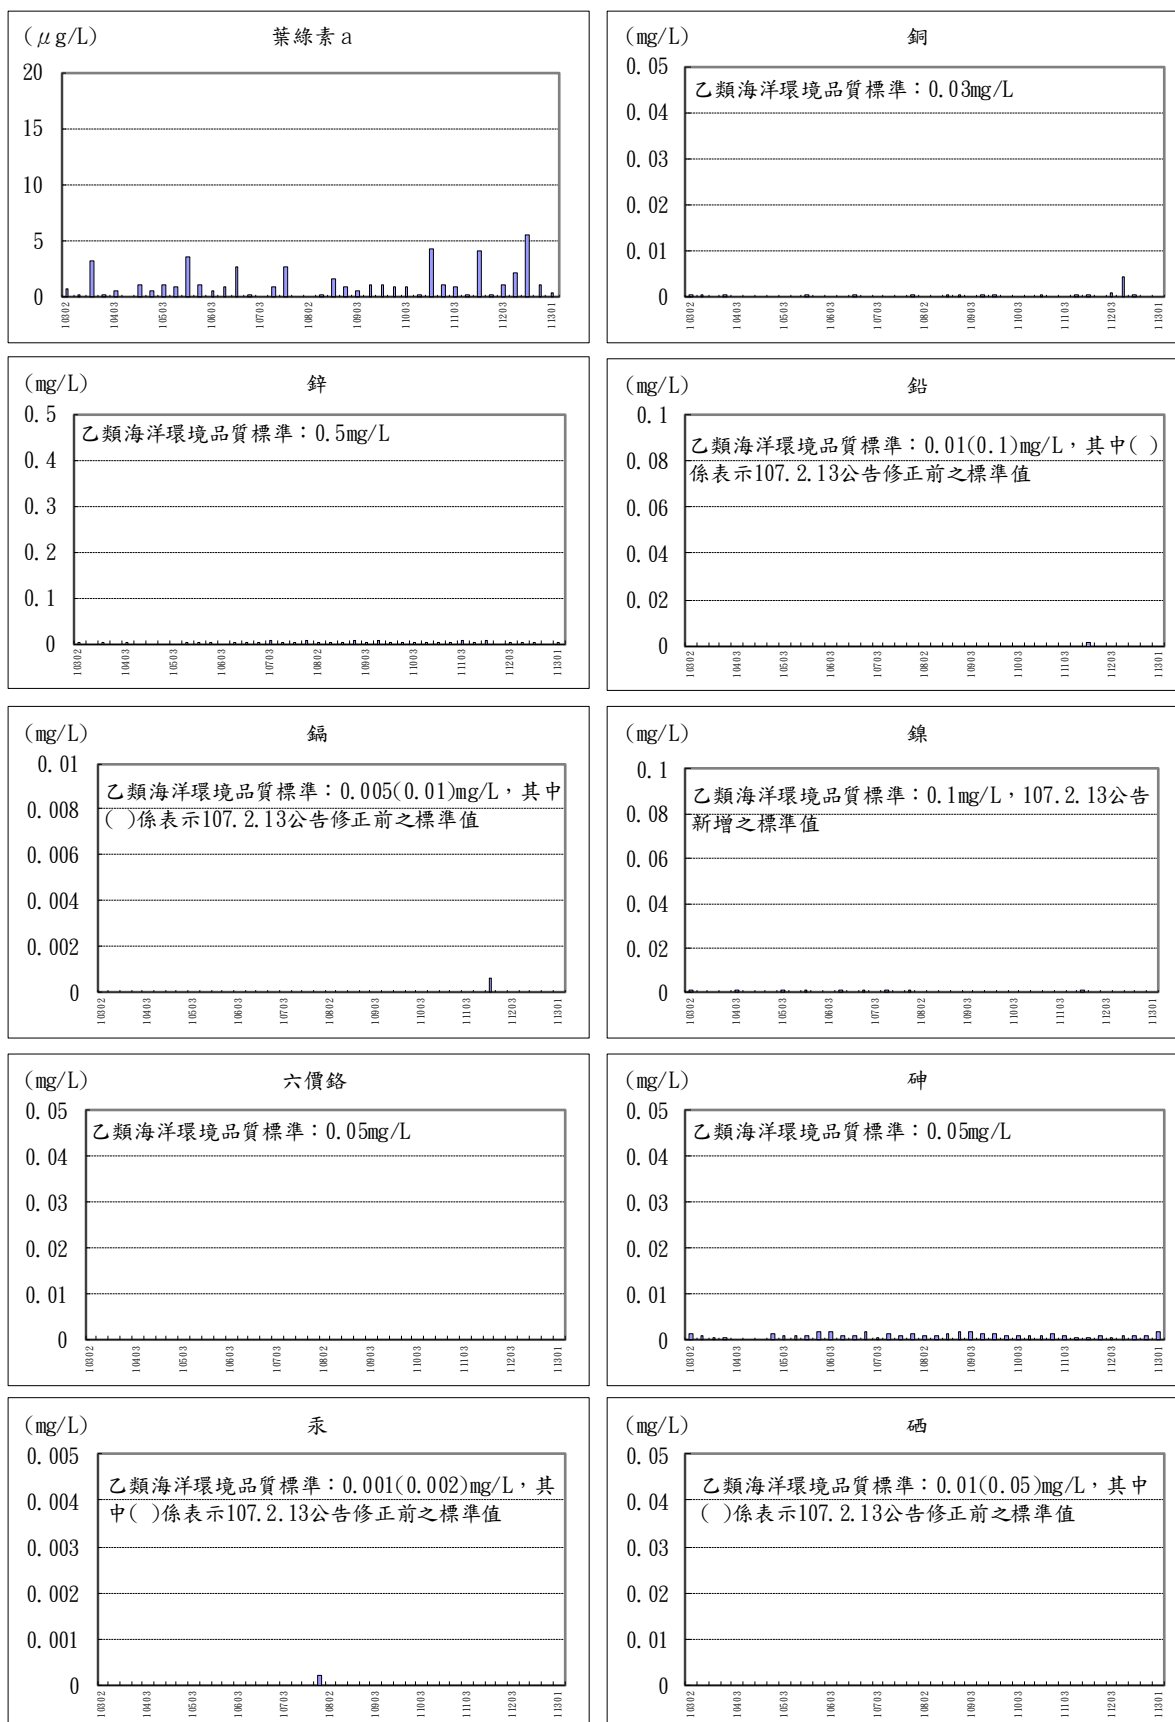 (μg/L) 葉綠素a
20
15
10
5
0
10302 10403 10503 10603 10703 10802 10903 11003 11103 11203 11301
(mg/L) 銅
0.05
乙類海洋環境品質標準：0.03mg/L
0.04
0.03
0.02
0.01
0
10302 10403 10503 10603 10703 10802 10903 11003 11103 11203 11301
(mg/L) 鋅
0.5
乙類海洋環境品質標準：0.5mg/L
0.4
0.3
0.2
0.1
0
10302 10403 10503 10603 10703 10802 10903 11003 11103 11203 11301
(mg/L) 鉛
0.1
乙類海洋環境品質標準：0.01(0.1)mg/L，其中( )
0.08
係表示107.2.13公告修正前之標準值
0.06
0.04
0.02
0
10302 10403 10503 10603 10703 10802 10903 11003 11103 11203 11301
(mg/L) 鎘
0.01
乙類海洋環境品質標準：0.005(0.01)mg/L，其中
0.008
( )係表示107.2.13公告修正前之標準值
0.006
0.004
0.002
0
10302 10403 10503 10603 10703 10802 10903 11003 11103 11203 11301
(mg/L) 鎳
0.1
乙類海洋環境品質標準：0.1mg/L，107.2.13公告
0.08
新增之標準值
0.06
0.04
0.02
0
10302 10403 10503 10603 10703 10802 10903 11003 11103 11203 11301
(mg/L) 六價鉻
0.05
乙類海洋環境品質標準：0.05mg/L
0.04
0.03
0.02
0.01
0
10302 10403 10503 10603 10703 10802 10903 11003 11103 11203 11301
(mg/L) 砷
0.05
乙類海洋環境品質標準：0.05mg/L
0.04
0.03
0.02
0.01
0
10302 10403 10503 10603 10703 10802 10903 11003 11103 11203 11301
(mg/L) 汞
0.005
乙類海洋環境品質標準：0.001(0.002)mg/L，其
0.004
中( )係表示107.2.13公告修正前之標準值
0.003
0.002
0.001
0
10302 10403 10503 10603 10703 10802 10903 11003 11103 11203 11301
(mg/L) 硒
0.05
乙類海洋環境品質標準：0.01(0.05)mg/L，其中
0.04
( )係表示107.2.13公告修正前之標準值
0.03
0.02
0.01
0
10302 10403 10503 10603 10703 10802 10903 11003 11103 11203 11301